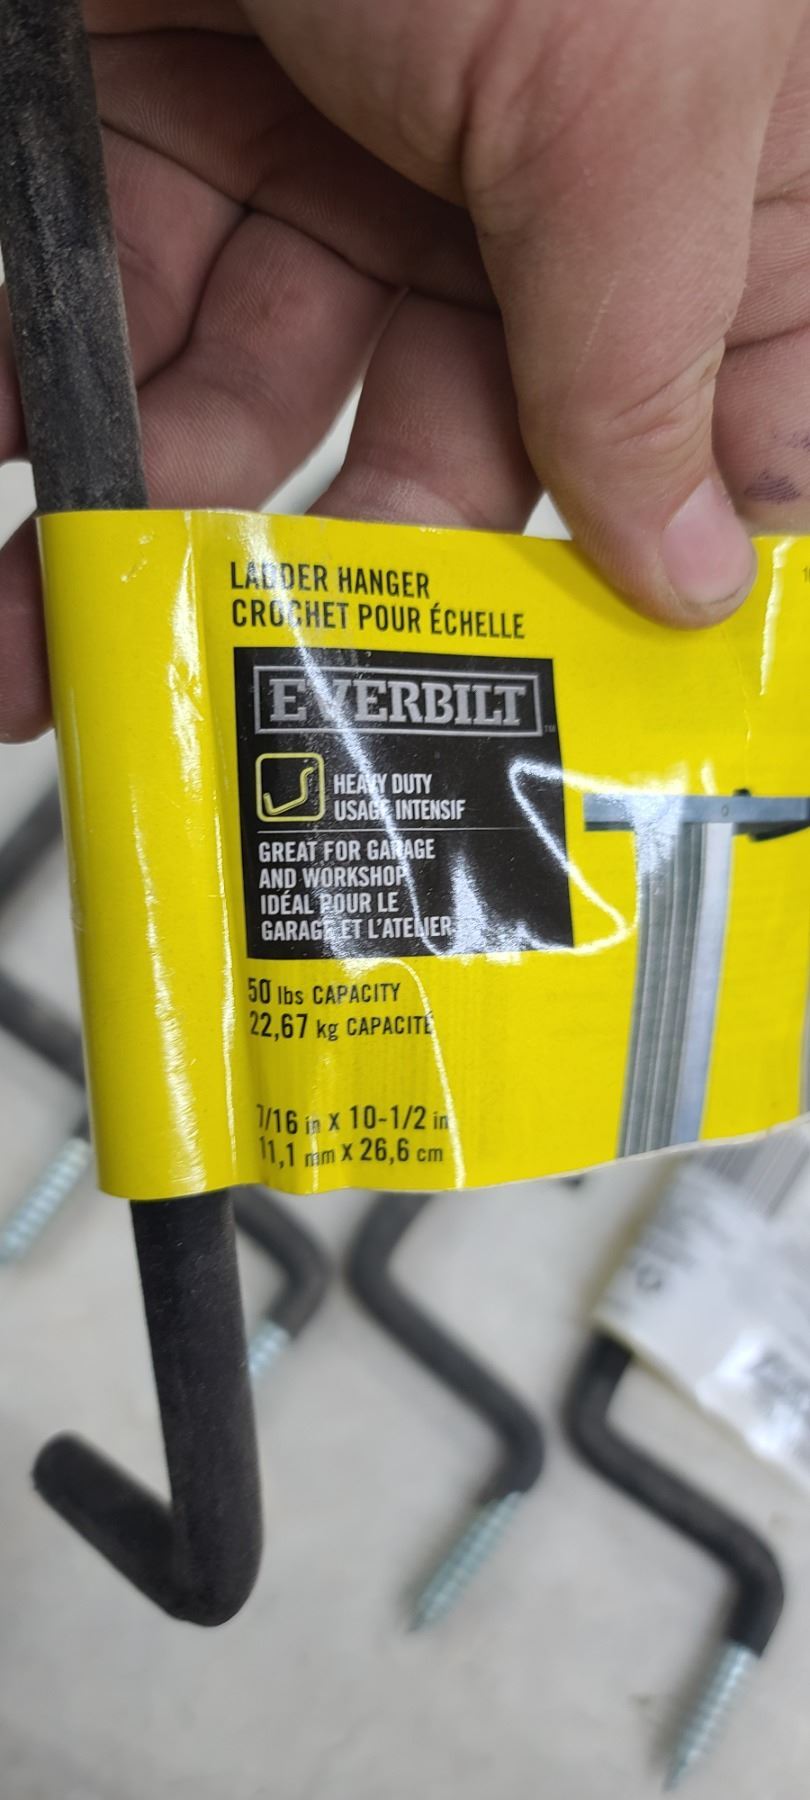 LADDER HANGER
CROCHET POUR ÉCHELLE
EVERBILT™
HEAVY DUTY
USAGE INTENSIF
GREAT FOR GARAGE
AND WORKSHOP
IDÉAL POUR LE
GARAGE ET L'ATELIER
50 lbs CAPACITY
22,67 kg CAPACITÉ
7/16 in x 10-1/2 in
11,1 mm x 26,6 cm